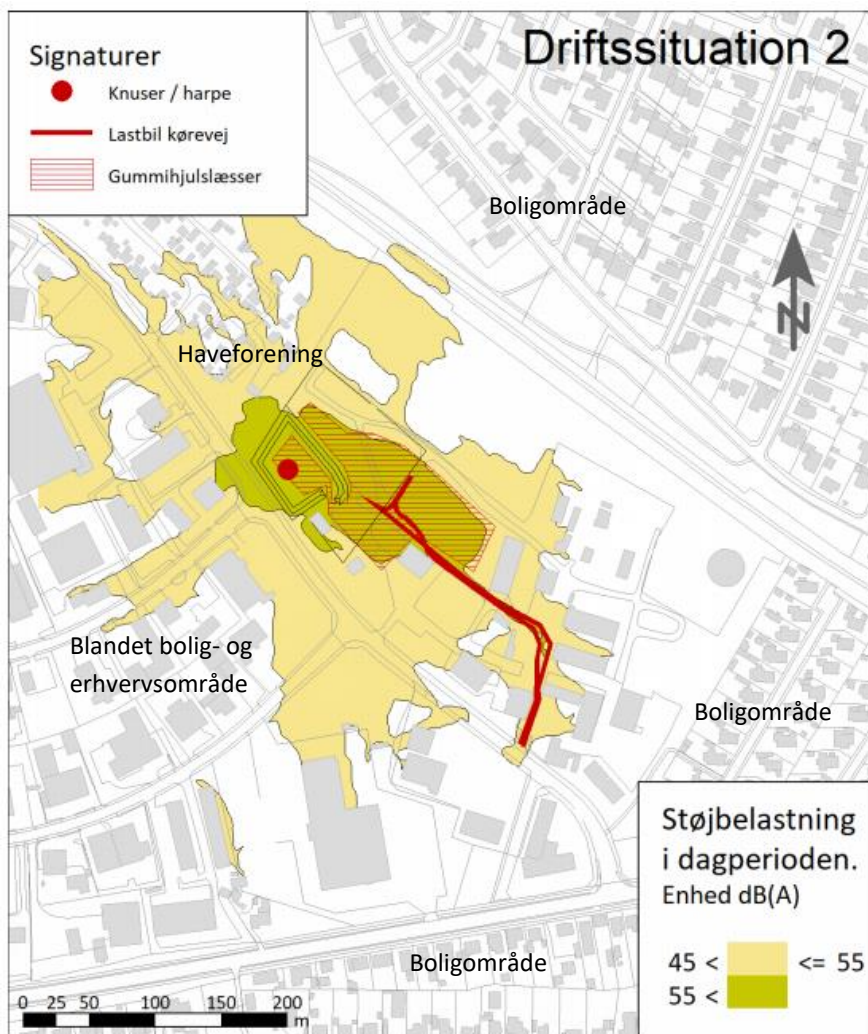 Driftssituation 2
Signaturer
Knuser / harpe
Lastbil kørevej
Gummihjulslæsser
Boligområde
N
Haveforening
Blandet bolig- og
erhvervsområde
Boligområde
Støjbelastning
i dagperioden.
Enhed dB(A)
45 < <= 55
55 <
Boligområde
0 25 50 100 150 200
m